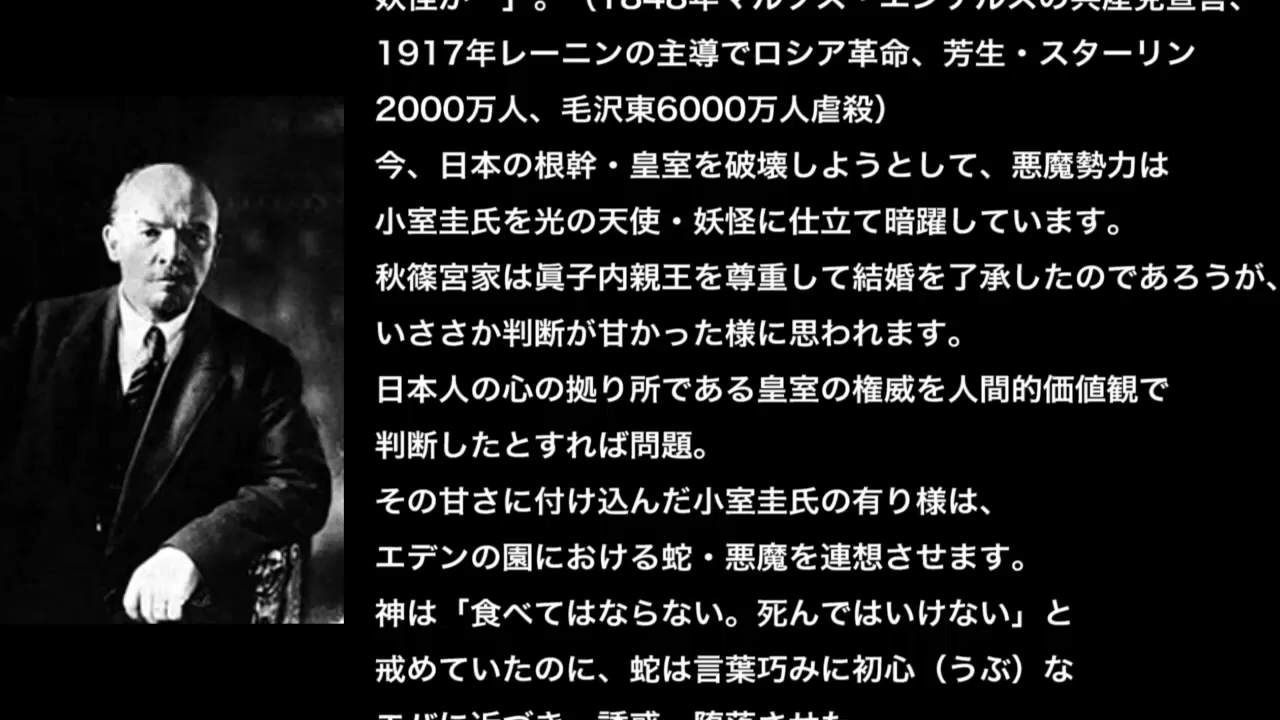 1917年レーニンの主導でロシア革命、芳生・スターリン
2000万人、毛沢東6000万人虐殺）
今、日本の根幹・皇室を破壊しようとして、悪魔勢力は
小室圭氏を光の天使・妖怪に仕立て暗躍しています。
秋篠宮家は眞子内親王を尊重して結婚を了承したのであろうが、
いささか判断が甘かった様に思われます。
日本人の心の拠り所である皇室の権威を人間的価値観で
判断したとすれば問題。
その甘さに付け込んだ小室圭氏の有り様は、
エデンの園における蛇・悪魔を連想させます。
神は「食べてはならない。死んではいけない」と
戒めていたのに、蛇は言葉巧みに初心（うぶ）な